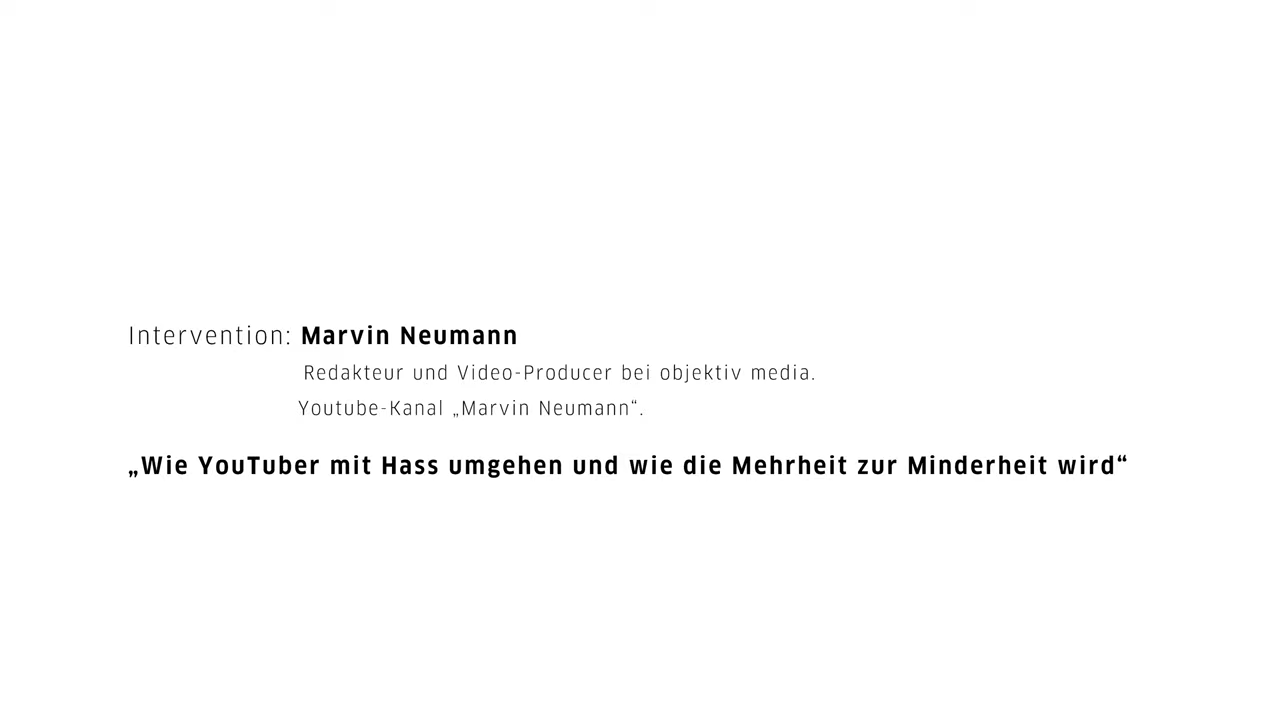 Intervention: Marvin Neumann
Redakteur und Video-Producer bei objektiv media.
Youtube-Kanal „Marvin Neumann“.
„Wie YouTuber mit Hass umgehen und wie die Mehrheit zur Minderheit wird“